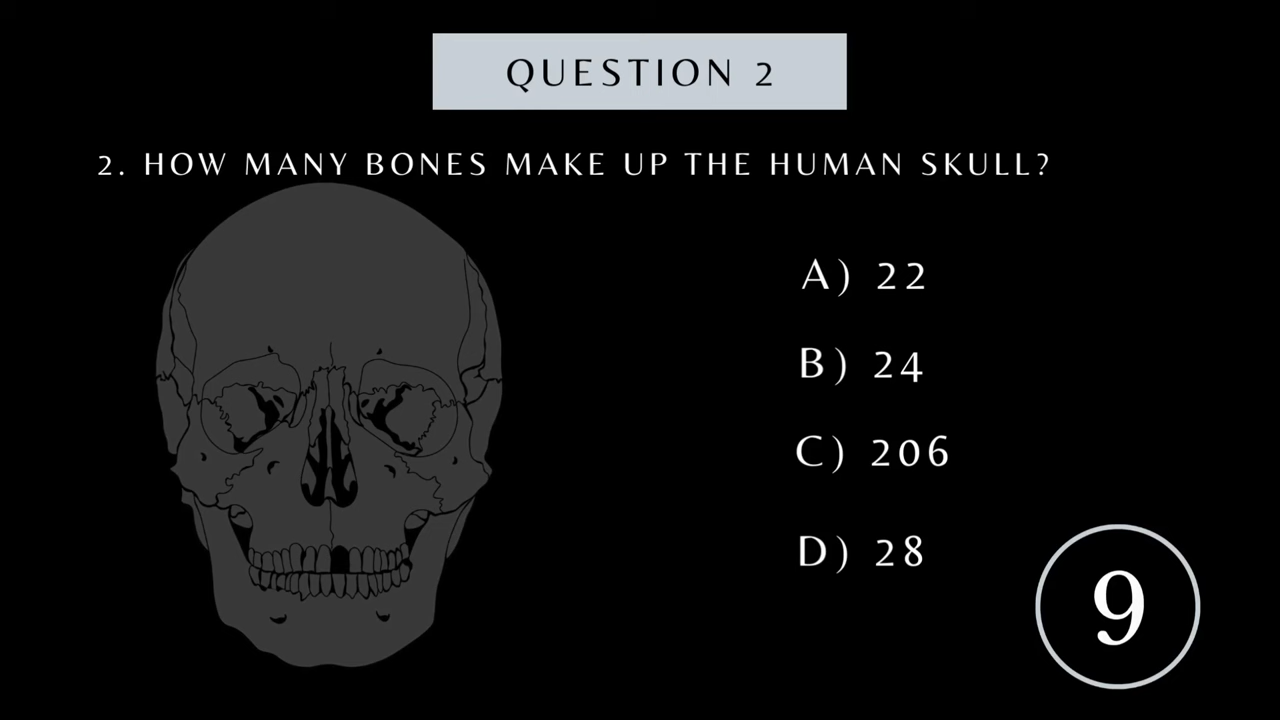 QUESTION 2
2. HOW MANY BONES MAKE UP THE HUMAN SKULL?
A) 22
B) 24
C) 206
D) 28
9